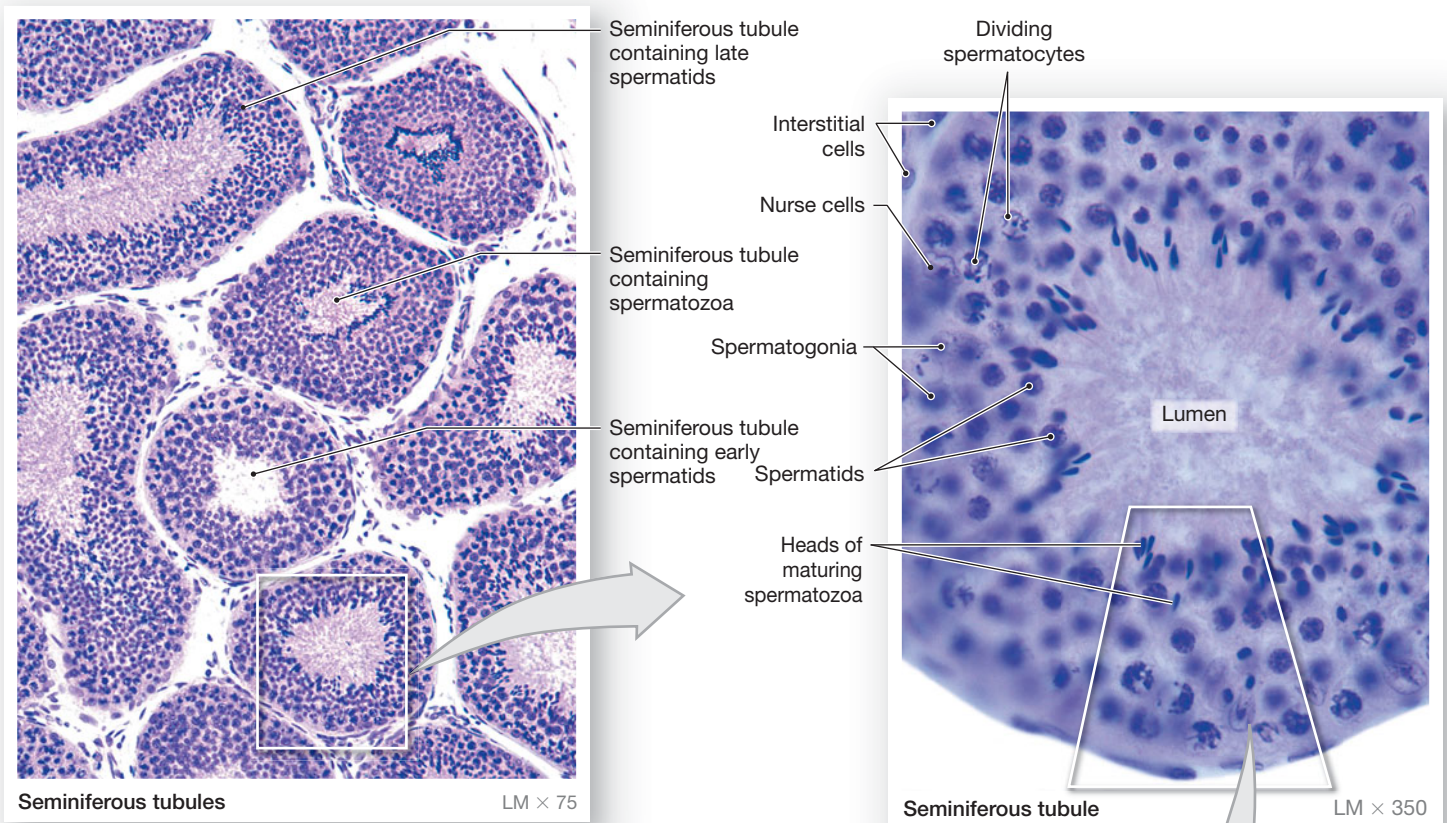 Seminiferous tubule
containing late
spermatids
Seminiferous tubule
containing
spermatozoa
Seminiferous tubule
containing early
spermatids
Seminiferous tubules
LM × 75
Dividing
spermatocytes
Interstitial
cells
Nurse cells
Spermatogonia
Spermatids
Heads of
maturing
spermatozoa
Lumen
Seminiferous tubule
LM × 350